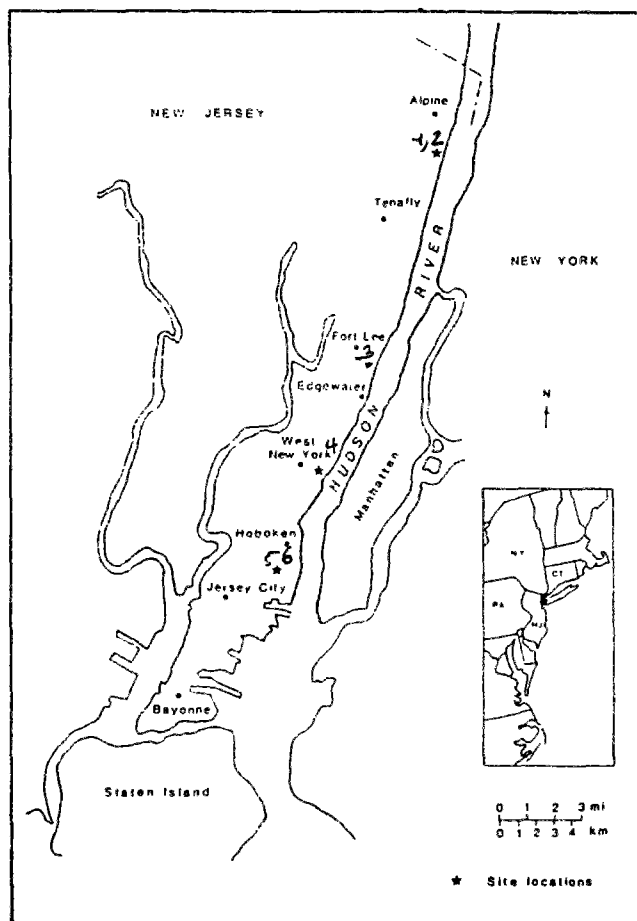 Alpine
NEW JERSEY
1,2
Tenafly
HUDSON RIVER
NEW YORK
Fort Lee
3
Edgewater
N
West
New York
4
Manhattan
NY
CT
Hoboken
5 6
PA
NJ
Jersey City
Bayonne
Staten Island
0 1 2 3 mi
0 1 2 3 4 km
★ Site locations